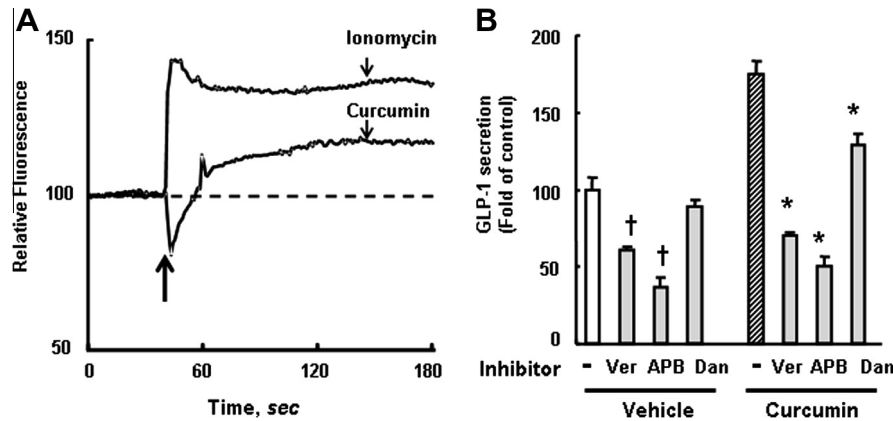 A
150
100
50
Relative Fluorescence
Ionomycin
Curcumin
0
60
120
180
Time, sec
B
200
150
100
50
0
GLP-1 secretion
(Fold of control)
†
†
*
*
*
Inhibitor
- Ver APB Dan
- Ver APB Dan
Vehicle
Curcumin